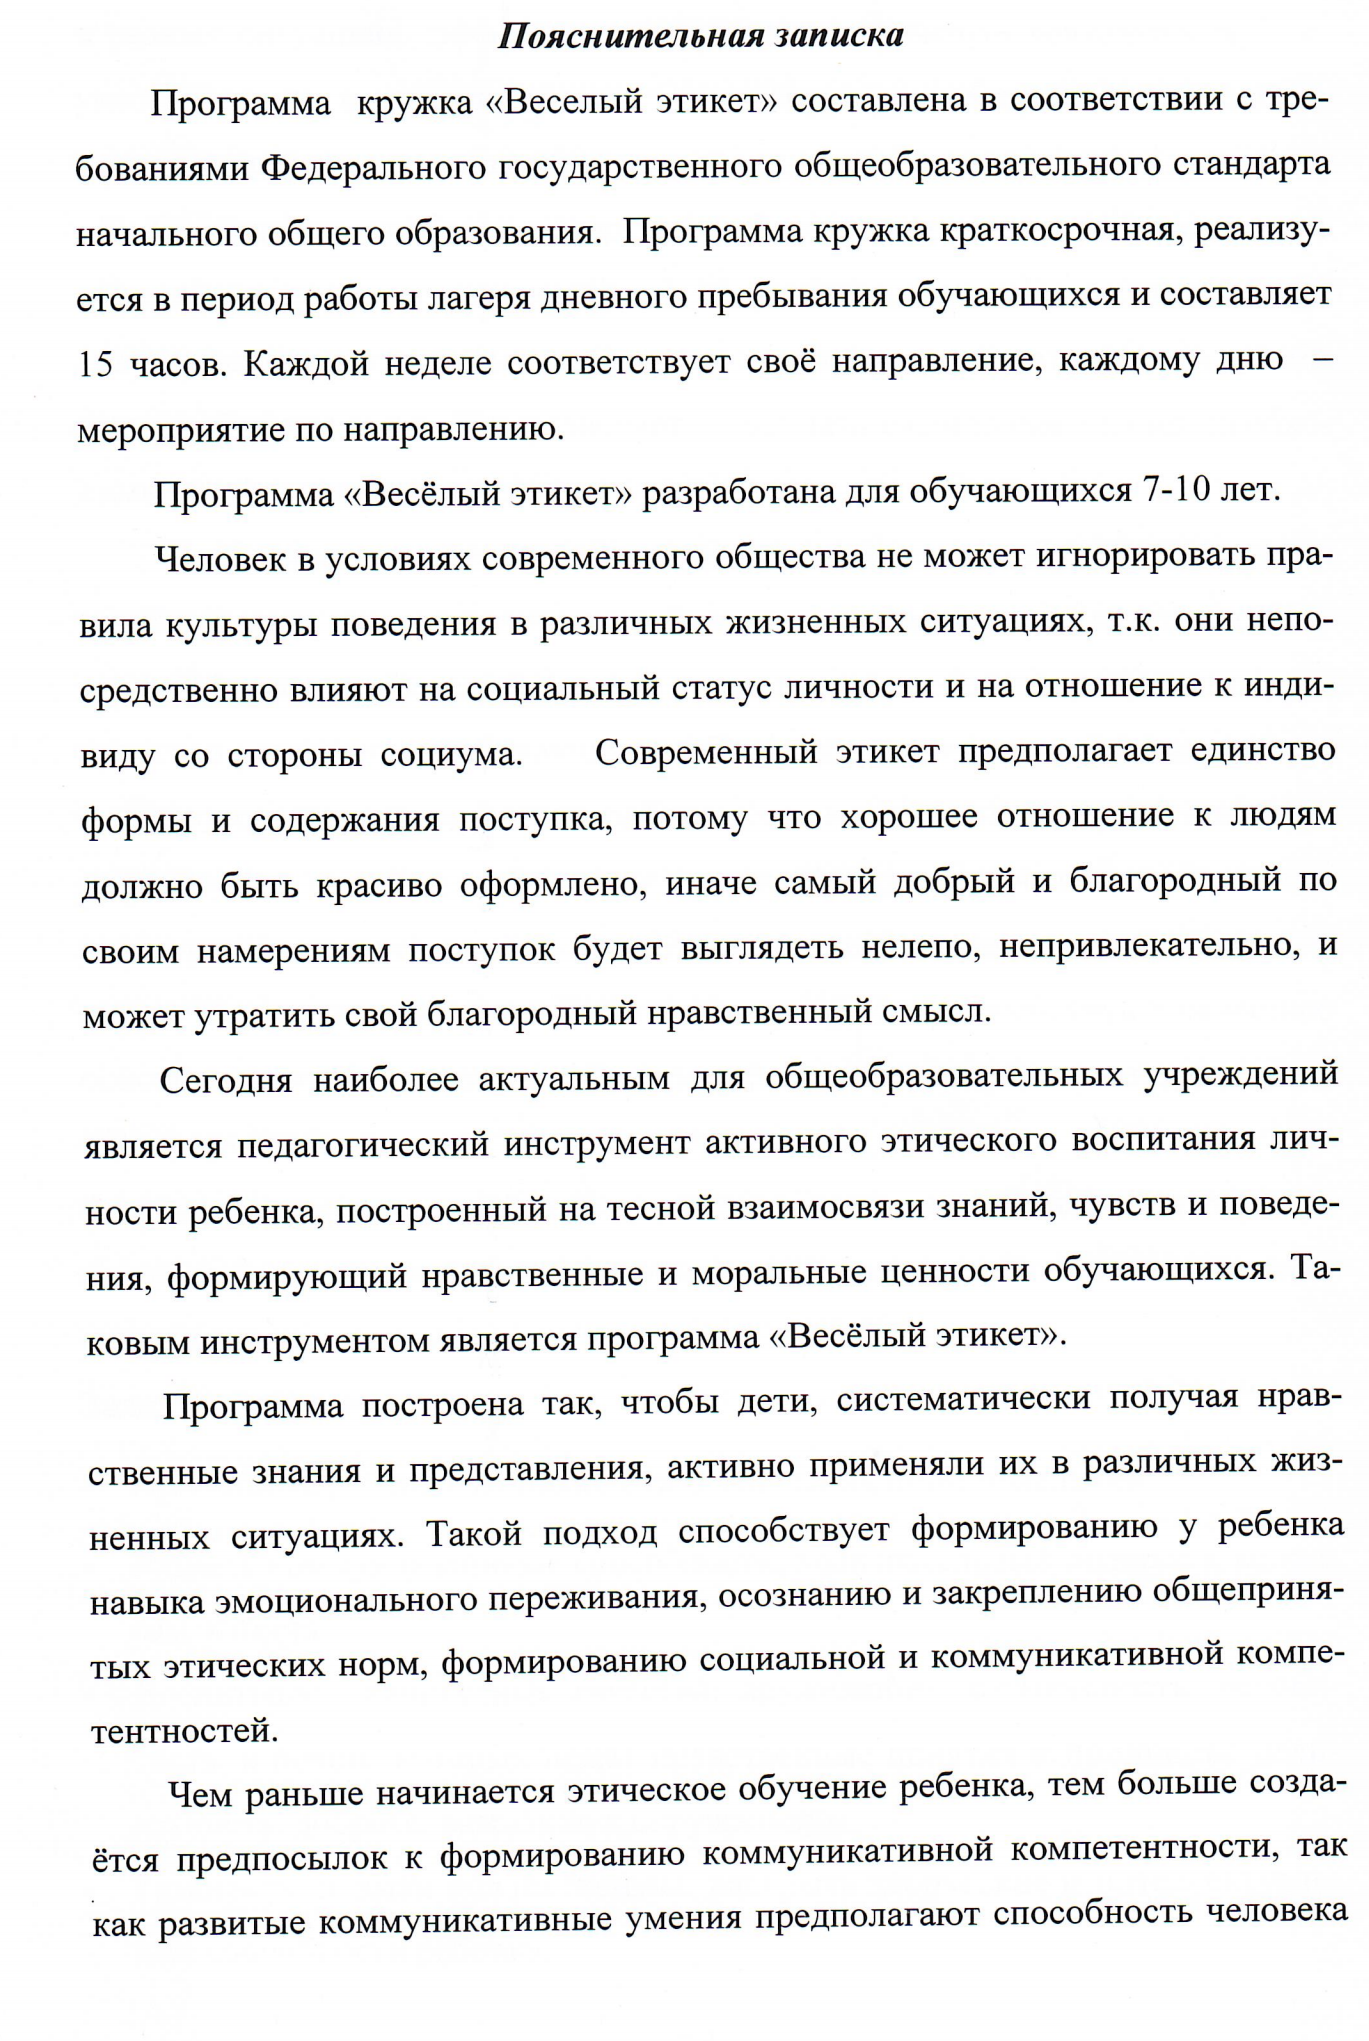 Пояснительная записка
Программа кружка «Веселый этикет» составлена в соответствии с тре-
бованиями Федерального государственного общеобразовательного стандарта
начального общего образования. Программа кружка краткосрочная, реализу-
ется в период работы лагеря дневного пребывания обучающихся и составляет
15 часов. Каждой неделе соответствует своё направление, каждому дню –
мероприятие по направлению.
Программа «Весёлый этикет» разработана для обучающихся 7-10 лет.
Человек в условиях современного общества не может игнорировать пра-
вила культуры поведения в различных жизненных ситуациях, т.к. они непо-
средственно влияют на социальный статус личности и на отношение к инди-
виду со стороны социума. Современный этикет предполагает единство
формы и содержания поступка, потому что хорошее отношение к людям
должно быть красиво оформлено, иначе самый добрый и благородный по
своим намерениям поступок будет выглядеть нелепо, непривлекательно, и
может утратить свой благородный нравственный смысл.
Сегодня наиболее актуальным для общеобразовательных учреждений
является педагогический инструмент активного этического воспитания лич-
ности ребенка, построенный на тесной взаимосвязи знаний, чувств и поведе-
ния, формирующий нравственные и моральные ценности обучающихся. Та-
ковым инструментом является программа «Весёлый этикет».
Программа построена так, чтобы дети, систематически получая нрав-
ственные знания и представления, активно применяли их в различных жиз-
ненных ситуациях. Такой подход способствует формированию у ребенка
навыка эмоционального переживания, осознанию и закреплению общеприня-
тых этических норм, формированию социальной и коммуникативной компе-
тентностей.
Чем раньше начинается этическое обучение ребенка, тем больше созда-
ётся предпосылок к формированию коммуникативной компетентности, так
как развитые коммуникативные умения предполагают способность человека